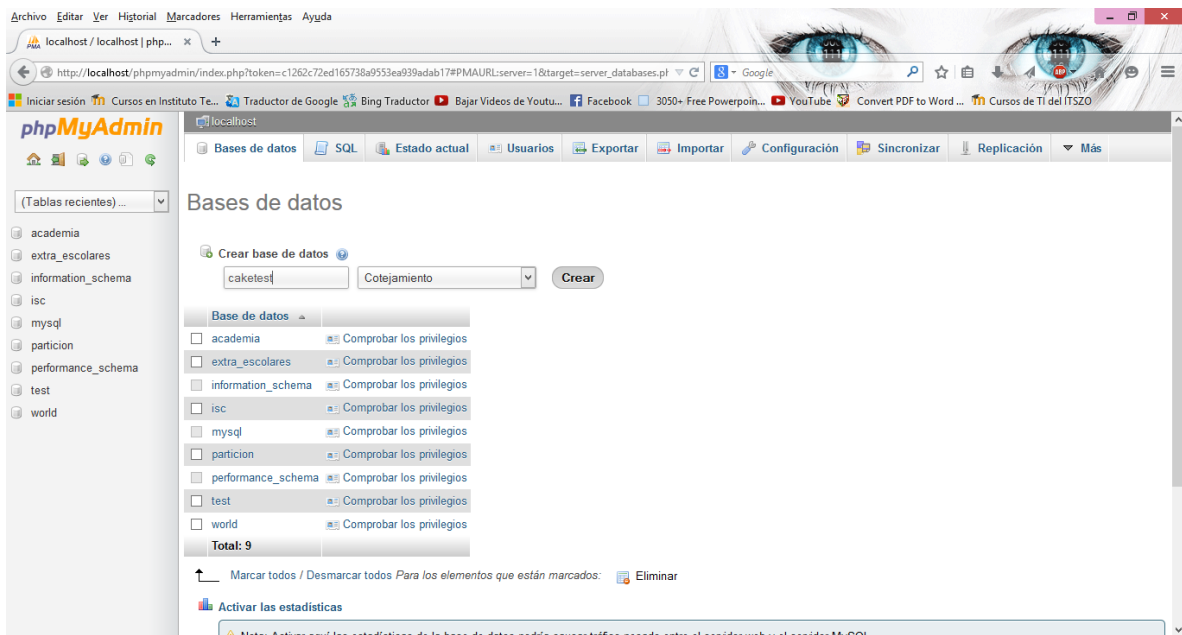 Archivo Editar Ver Historial Marcadores Herramientas Ayuda
localhost / localhost | php... × +
http://localhost/phpmyadmin/index.php?token=c1262c72ed165738a9553ea939adab17#PMAURL:server=1&target=server_databases.pl
Google
Iniciar sesión Cursos en Instituto Te... Traductor de Google Bing Traductor Bajar Videos de Youtu... Facebook 3050+ Free Powerpoin... YouTube Convert PDF to Word ... Cursos de TI del ITSZO
phpMyAdmin
(Tablas recientes) ...
academia
extra_escolares
information_schema
isc
mysql
particion
performance_schema
test
world
localhost
Bases de datos SQL Estado actual Usuarios Exportar Importar Configuración Sincronizar Replicación Más
Bases de datos
Crear base de datos
caketest Cotejamiento Crear
Base de datos
academia Comprobar los privilegios
extra_escolares Comprobar los privilegios
information_schema Comprobar los privilegios
isc Comprobar los privilegios
mysql Comprobar los privilegios
particion Comprobar los privilegios
performance_schema Comprobar los privilegios
test Comprobar los privilegios
world Comprobar los privilegios
Total: 9
Marcar todos / Desmarcar todos Para los elementos que están marcados: Eliminar
Activar las estadísticas